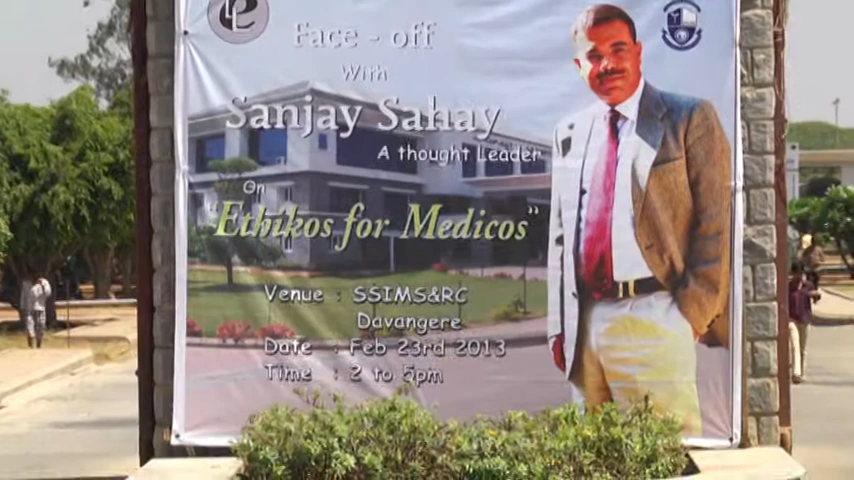 Face - off
With
Sanjay Sahay
A thought Leader
On
"Ethikos for Medicos"
Venue : SSIMS&RC
Davangere
Date : Feb 23rd 2013
Time : 2 to 5pm